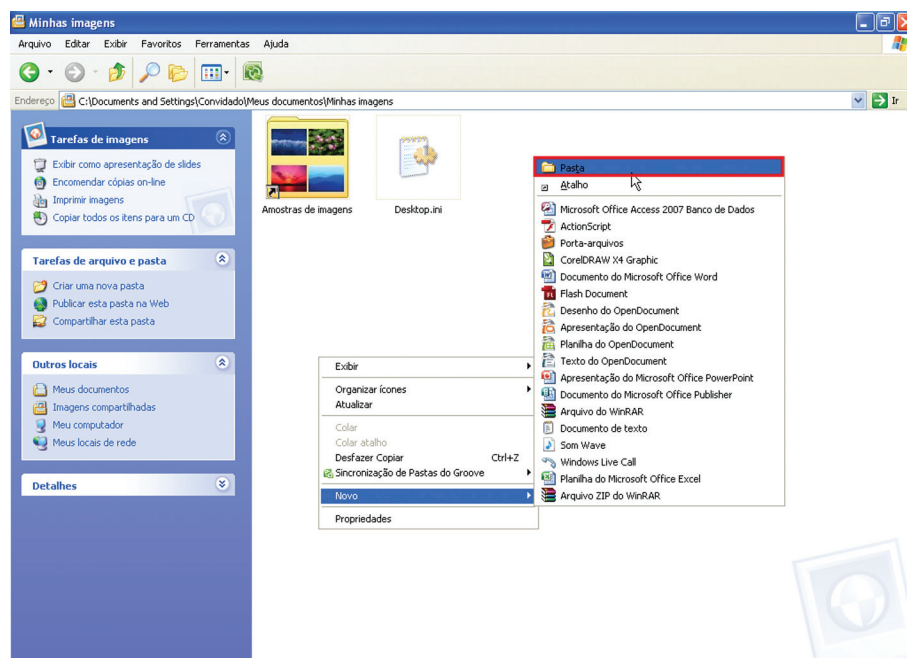 Minhas imagens
Arquivo Editar Exibir Favoritos Ferramentas Ajuda
Endereço C:\Documents and Settings\Convidado\Meus documentos\Minhas imagens Ir
Tarefas de imagens
Exibir como apresentação de slides
Encomendar cópias on-line
Imprimir imagens
Copiar todos os itens para um CD
Tarefas de arquivo e pasta
Criar uma nova pasta
Publicar esta pasta na Web
Compartilhar esta pasta
Outros locais
Meus documentos
Imagens compartilhadas
Meu computador
Meus locais de rede
Detalhes
Amostras de imagens
Desktop.ini
Exibir
Organizar ícones
Atualizar
Colar
Colar atalho
Desfazer Copiar Ctrl+Z
Sincronização de Pastas do Groove
Novo
Propriedades
Pasta
Atalho
Microsoft Office Access 2007 Banco de Dados
ActionScript
Porta-arquivos
CorelDRAW X4 Graphic
Documento do Microsoft Office Word
Flash Document
Desenho do OpenDocument
Apresentação do OpenDocument
Planilha do OpenDocument
Texto do OpenDocument
Apresentação do Microsoft Office PowerPoint
Documento do Microsoft Office Publisher
Arquivo do WinRAR
Documento de texto
Som Wave
Windows Live Call
Planilha do Microsoft Office Excel
Arquivo ZIP do WinRAR